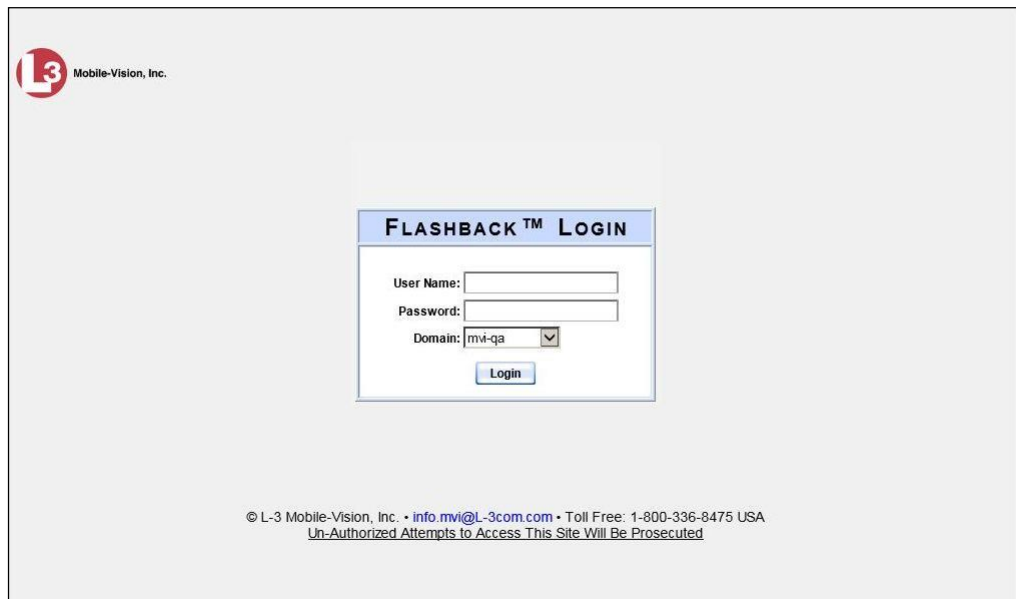 L3 Mobile-Vision, Inc.
FLASHBACK™ LOGIN
User Name:
Password:
Domain: mvi-qa
Login
© L-3 Mobile-Vision, Inc. • info.mvi@L-3com.com • Toll Free: 1-800-336-8475 USA
Un-Authorized Attempts to Access This Site Will Be Prosecuted